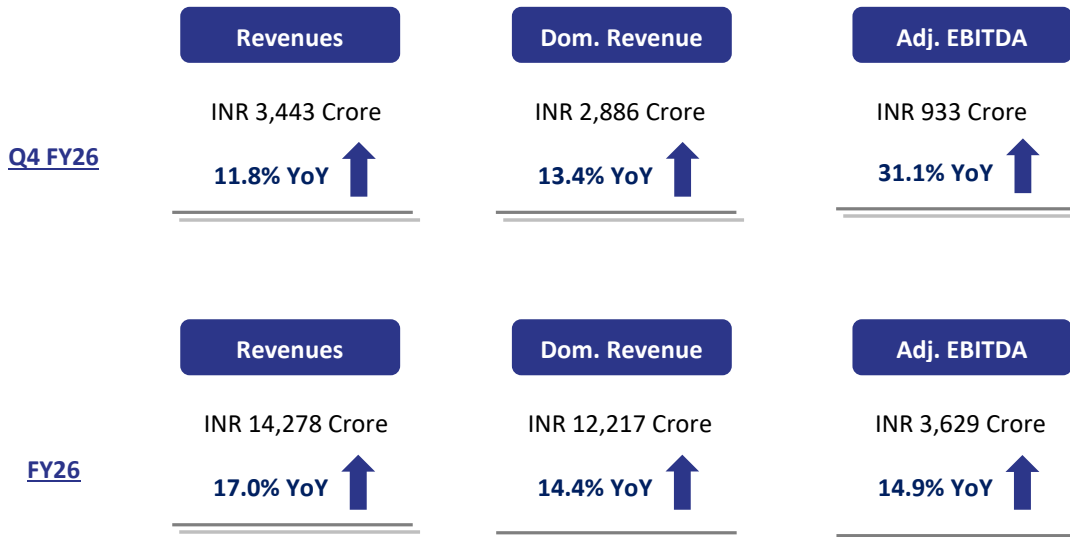 Revenues Dom. Revenue Adj. EBITDA
INR 3,443 Crore INR 2,886 Crore INR 933 Crore
Q4 FY26
11.8% YoY 13.4% YoY 31.1% YoY
Revenues Dom. Revenue Adj. EBITDA
INR 14,278 Crore INR 12,217 Crore INR 3,629 Crore
FY26
17.0% YoY 14.4% YoY 14.9% YoY